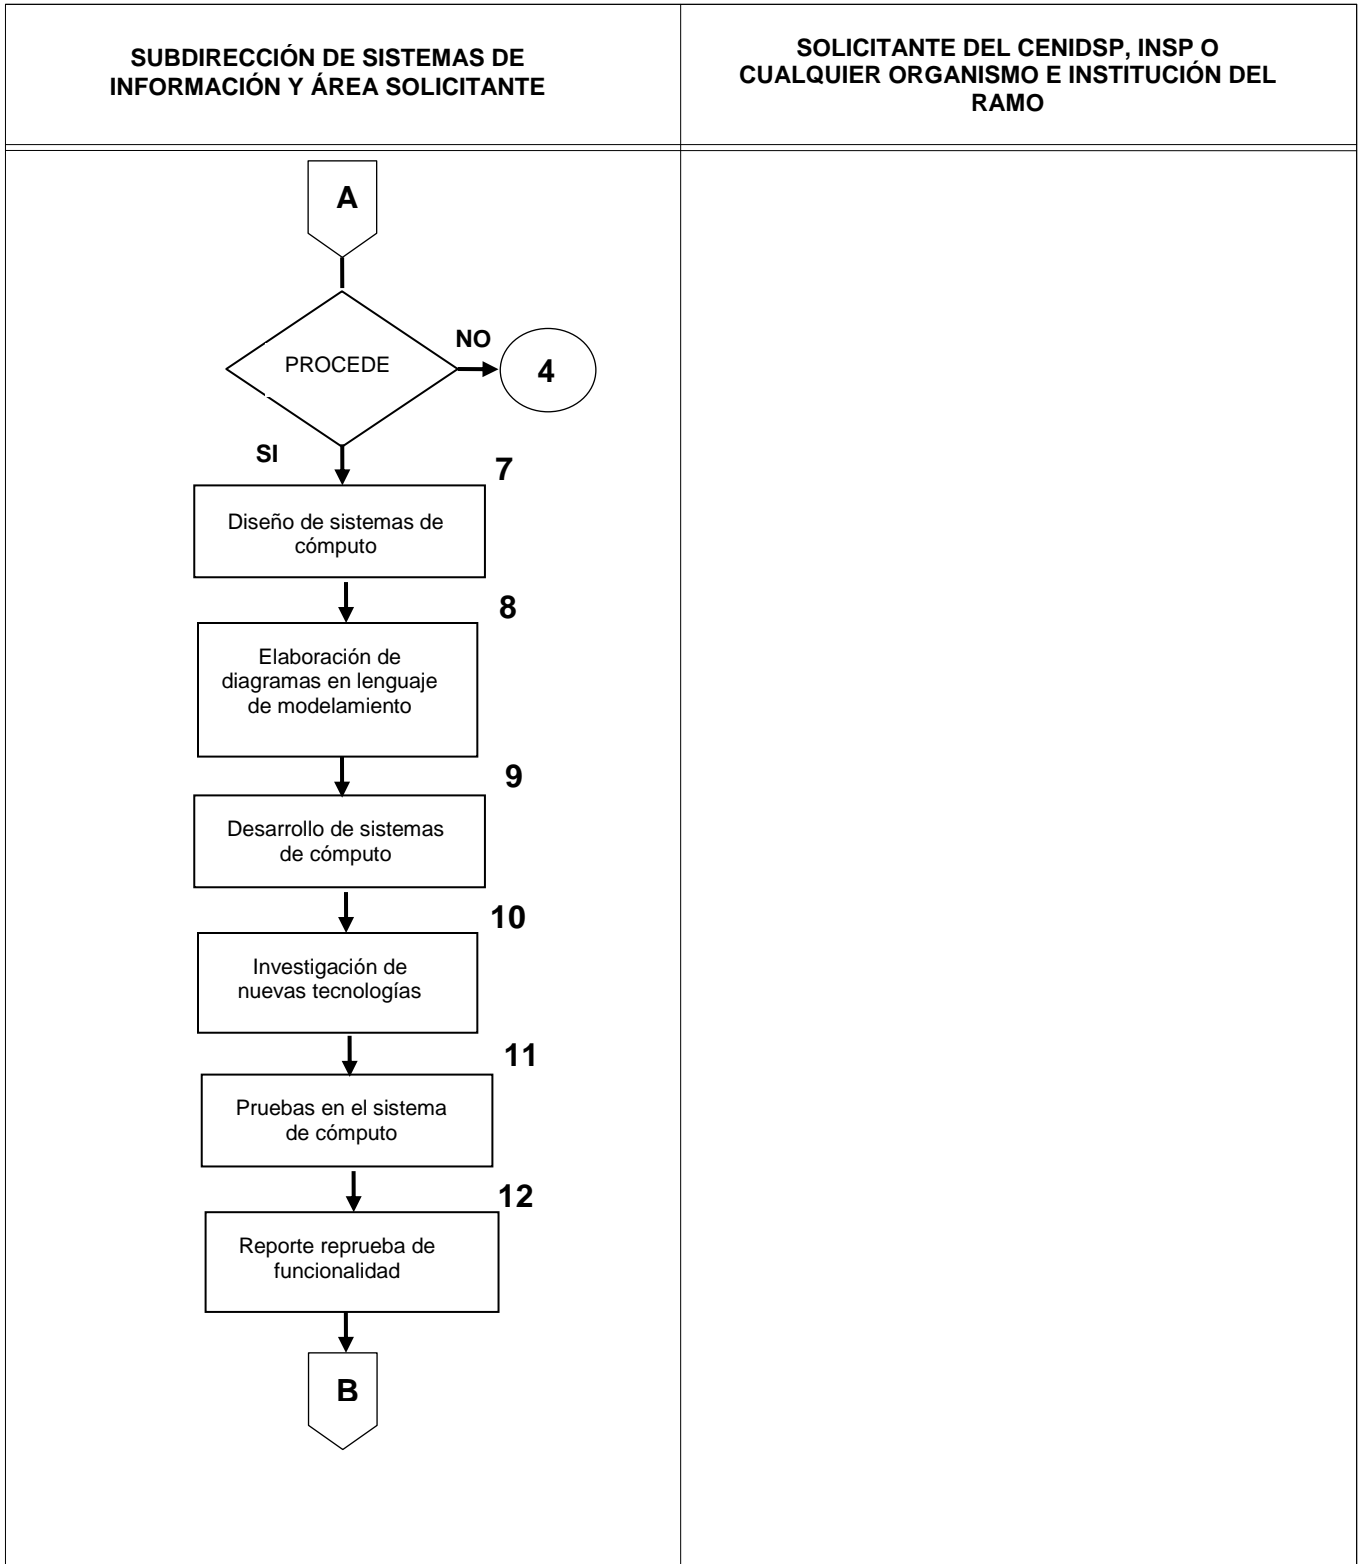 SUBDIRECCIÓN DE SISTEMAS DE
INFORMACIÓN Y ÁREA SOLICITANTE
SOLICITANTE DEL CENIDSP, INSP O
CUALQUIER ORGANISMO E INSTITUCIÓN DEL
RAMO
A
PROCEDE
NO
4
SI
7
Diseño de sistemas de
cómputo
8
Elaboración de
diagramas en lenguaje
de modelamiento
9
Desarrollo de sistemas
de cómputo
10
Investigación de
nuevas tecnologías
11
Pruebas en el sistema
de cómputo
12
Reporte reprueba de
funcionalidad
B